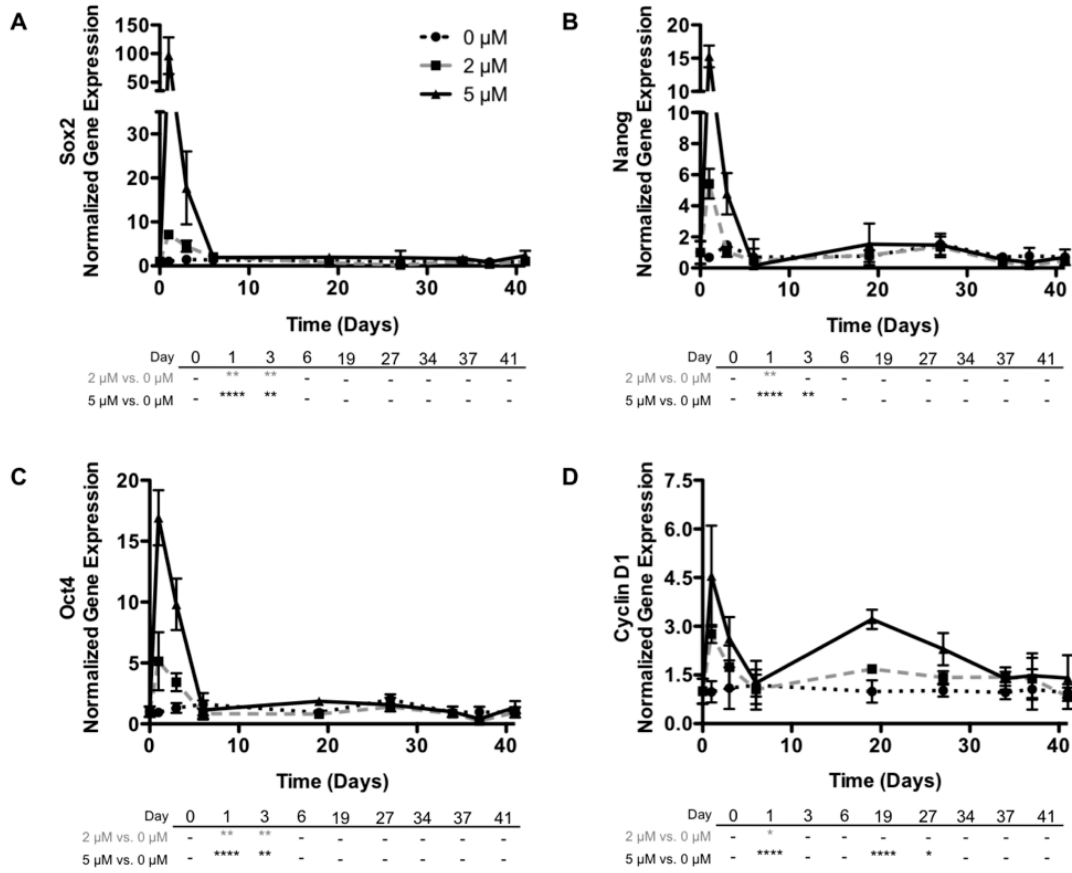 A
Sox2
Normalized Gene Expression
150
100
50
30
20
10
0
0 10 20 30 40
Time (Days)
0 µM
2 µM
5 µM
Day 0 1 3 6 19 27 34 37 41
2 µM vs. 0 µM - ** ** - - - - - -
5 µM vs. 0 µM - **** ** - - - - - -
B
Nanog
Normalized Gene Expression
20
15
10
10
8
6
4
2
0
0 10 20 30 40
Time (Days)
Day 0 1 3 6 19 27 34 37 41
2 µM vs. 0 µM - ** - - - - - - -
5 µM vs. 0 µM - **** ** - - - - - -
C
Oct4
Normalized Gene Expression
20
15
10
5
0
0 10 20 30 40
Time (Days)
Day 0 1 3 6 19 27 34 37 41
2 µM vs. 0 µM - ** ** - - - - - -
5 µM vs. 0 µM - **** ** - - - - - -
D
Cyclin D1
Normalized Gene Expression
7.5
6.0
4.5
3.0
1.5
0.0
0 10 20 30 40
Time (Days)
Day 0 1 3 6 19 27 34 37 41
2 µM vs. 0 µM - * - - - - - - -
5 µM vs. 0 µM - **** - - **** * - - -